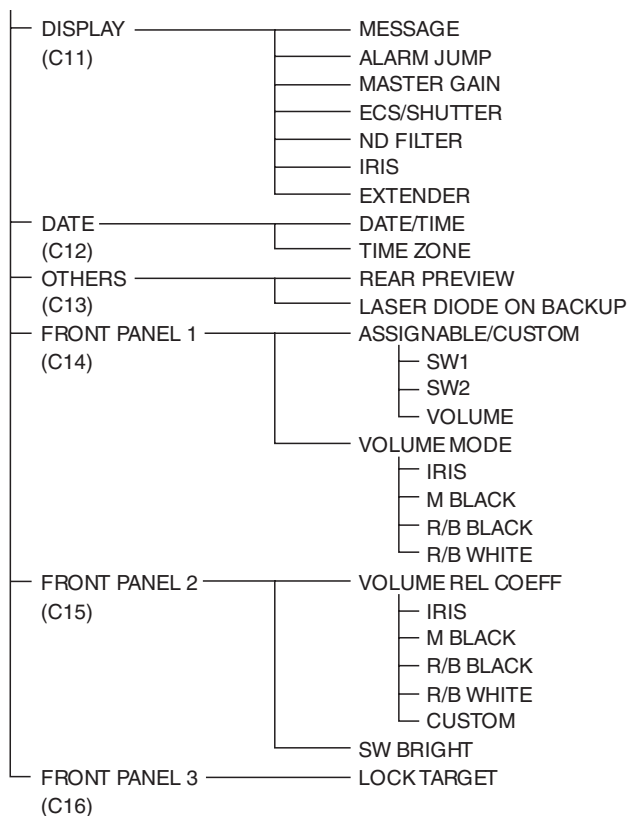 DISPLAY MESSAGE
(C11) ALARM JUMP
MASTER GAIN
ECS/SHUTTER
ND FILTER
IRIS
EXTENDER
DATE DATE/TIME
(C12) TIME ZONE
OTHERS REAR PREVIEW
(C13) LASER DIODE ON BACKUP
FRONT PANEL 1 ASSIGNABLE/CUSTOM
(C14) SW1
SW2
VOLUME
VOLUME MODE
IRIS
M BLACK
R/B BLACK
R/B WHITE
FRONT PANEL 2 VOLUME REL COEFF
(C15) IRIS
M BLACK
R/B BLACK
R/B WHITE
CUSTOM
SW BRIGHT
FRONT PANEL 3 LOCK TARGET
(C16)